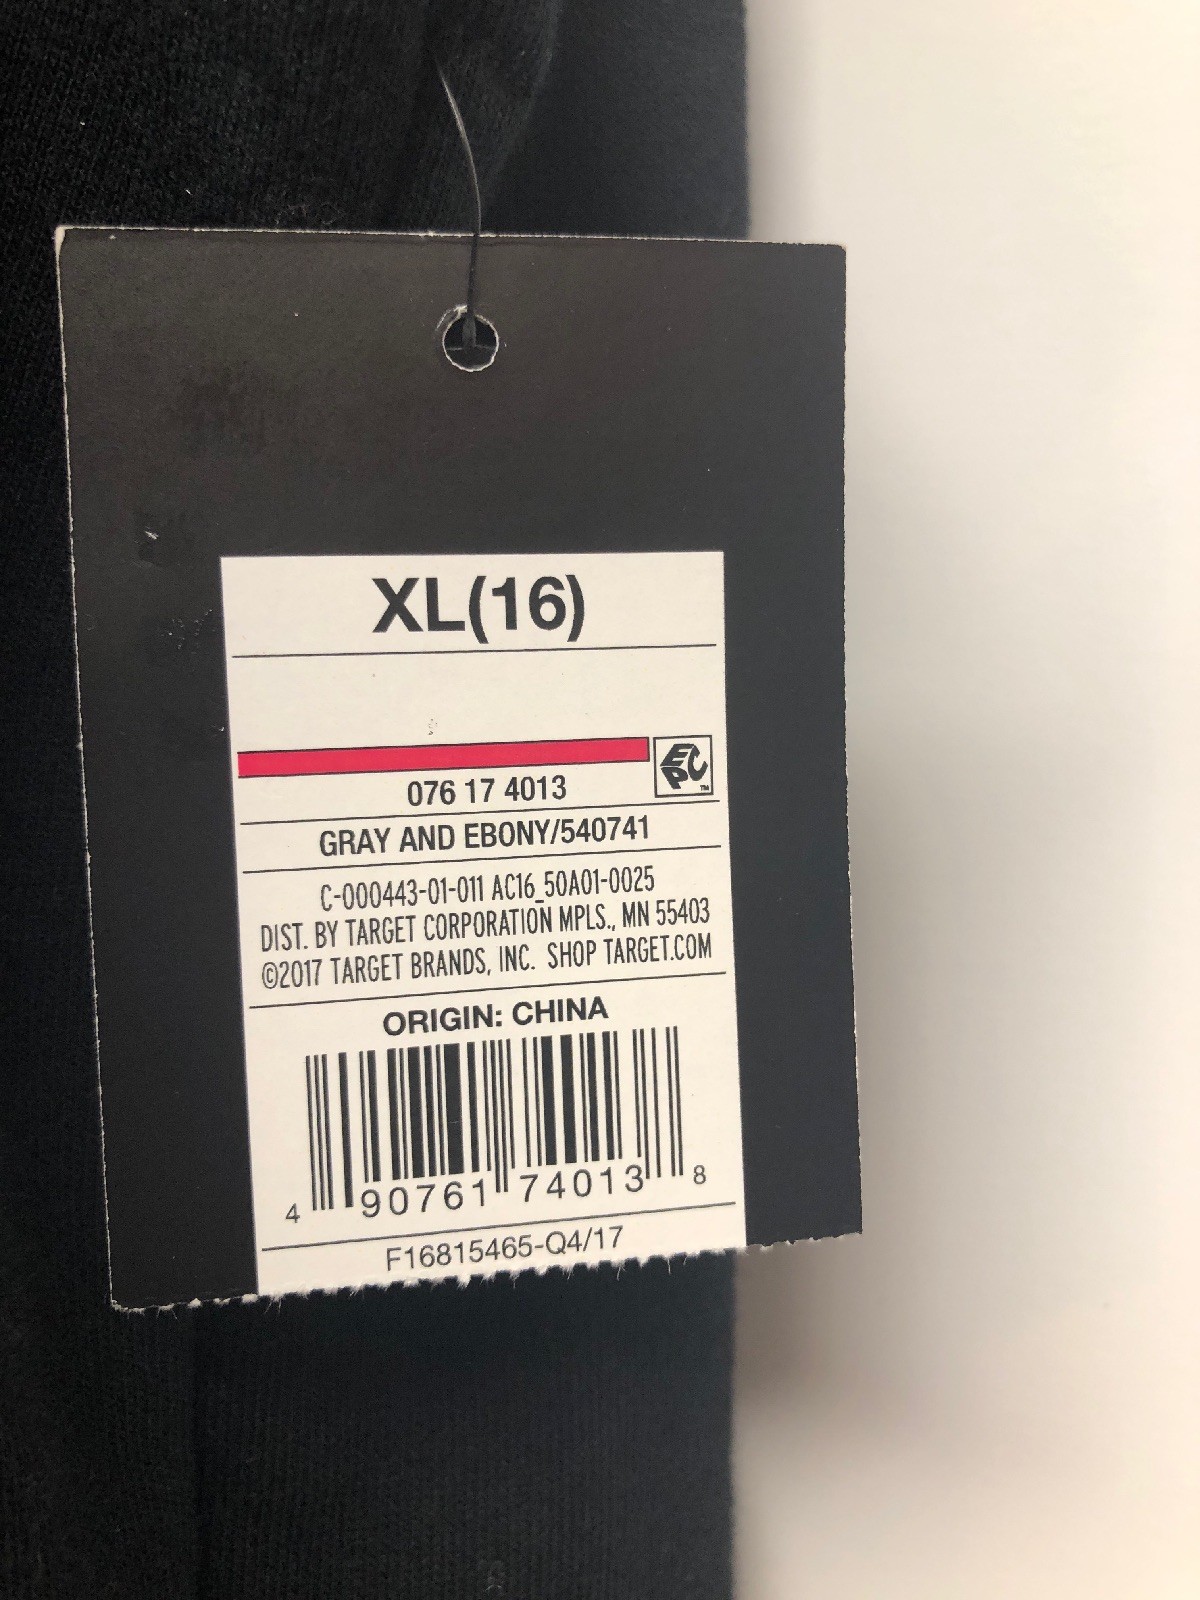 XL(16)
EPC™
076 17 4013
GRAY AND EBONY/540741
C-000443-01-011 AC16_50A01-0025
DIST. BY TARGET CORPORATION MPLS., MN 55403
©2017 TARGET BRANDS, INC. SHOP TARGET.COM
ORIGIN: CHINA
4 90761 74013 8
F16815465-Q4/17